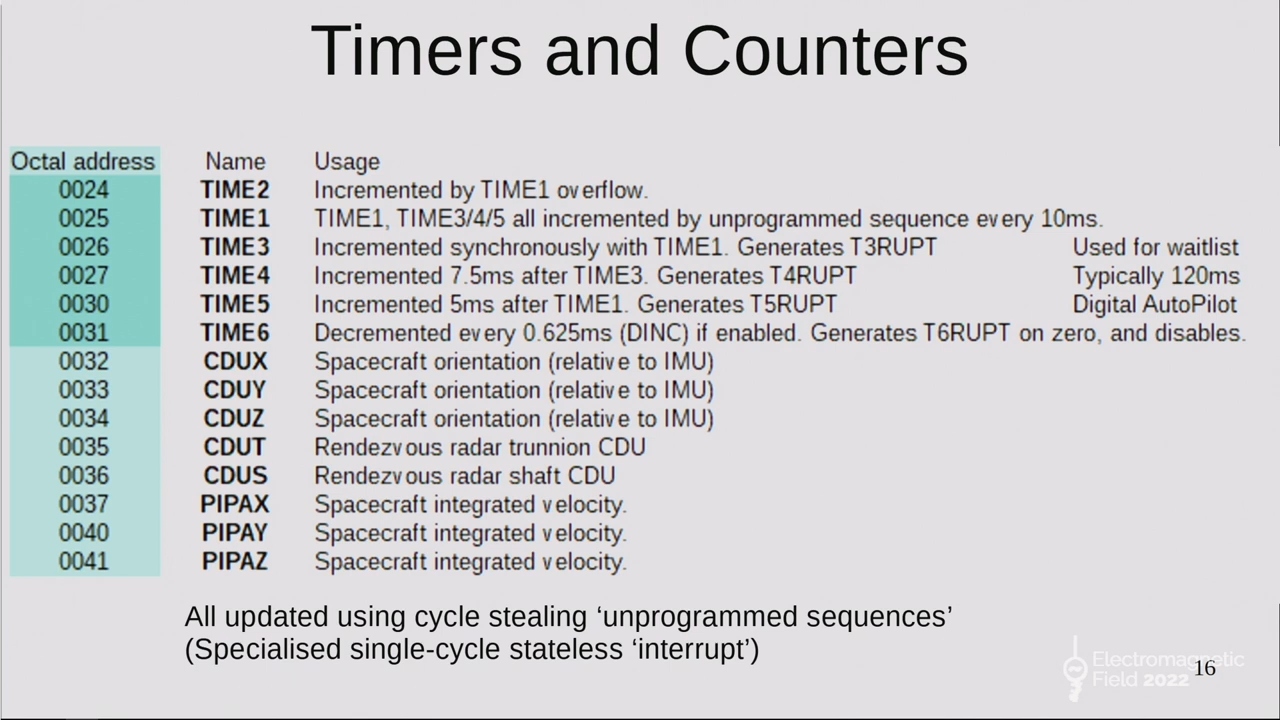 Timers and Counters
Octal address Name Usage
0024 TIME2 Incremented by TIME1 overflow.
0025 TIME1 TIME1, TIME3/4/5 all incremented by unprogrammed sequence every 10ms.
0026 TIME3 Incremented synchronously with TIME1. Generates T3RUPT Used for waitlist
0027 TIME4 Incremented 7.5ms after TIME3. Generates T4RUPT Typically 120ms
0030 TIME5 Incremented 5ms after TIME1. Generates T5RUPT Digital AutoPilot
0031 TIME6 Decremented every 0.625ms (DINC) if enabled. Generates T6RUPT on zero, and disables.
0032 CDUX Spacecraft orientation (relative to IMU)
0033 CDUY Spacecraft orientation (relative to IMU)
0034 CDUZ Spacecraft orientation (relative to IMU)
0035 CDUT Rendezvous radar trunnion CDU
0036 CDUS Rendezvous radar shaft CDU
0037 PIPAX Spacecraft integrated velocity.
0040 PIPAY Spacecraft integrated velocity.
0041 PIPAZ Spacecraft integrated velocity.
All updated using cycle stealing ‘unprogrammed sequences’
(Specialised single-cycle stateless ‘interrupt’)
Electromagnetic
Field 2022
16